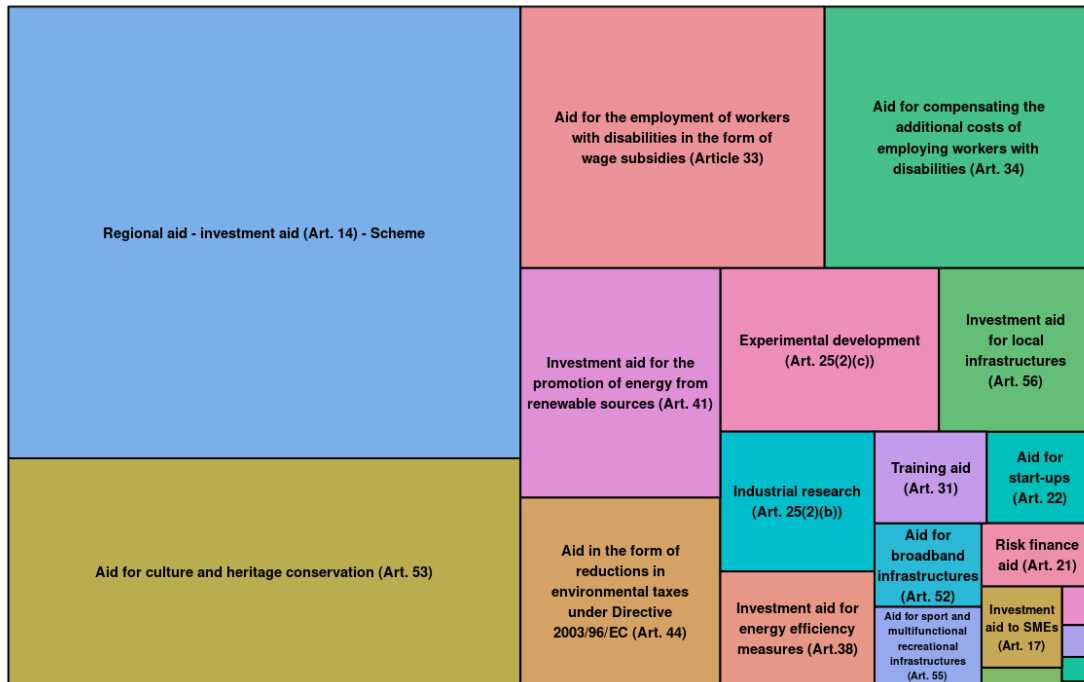 Regional aid - investment aid (Art. 14) - Scheme
Aid for culture and heritage conservation (Art. 53)
Aid for the employment of workers
with disabilities in the form of
wage subsidies (Article 33)
Aid for compensating the
additional costs of
employing workers with
disabilities (Art. 34)
Investment aid for the
promotion of energy from
renewable sources (Art. 41)
Experimental development
(Art. 25(2)(c))
Investment aid
for local
infrastructures
(Art. 56)
Aid in the form of
reductions in
environmental taxes
under Directive
2003/96/EC (Art. 44)
Industrial research
(Art. 25(2)(b))
Investment aid for
energy efficiency
measures (Art.38)
Training aid
(Art. 31)
Aid for
start-ups
(Art. 22)
Aid for
broadband
infrastructures
(Art. 52)
Risk finance
aid (Art. 21)
Aid for sport and
multifunctional
recreational
infrastructures
(Art. 55)
Investment
aid to SMEs
(Art. 17)